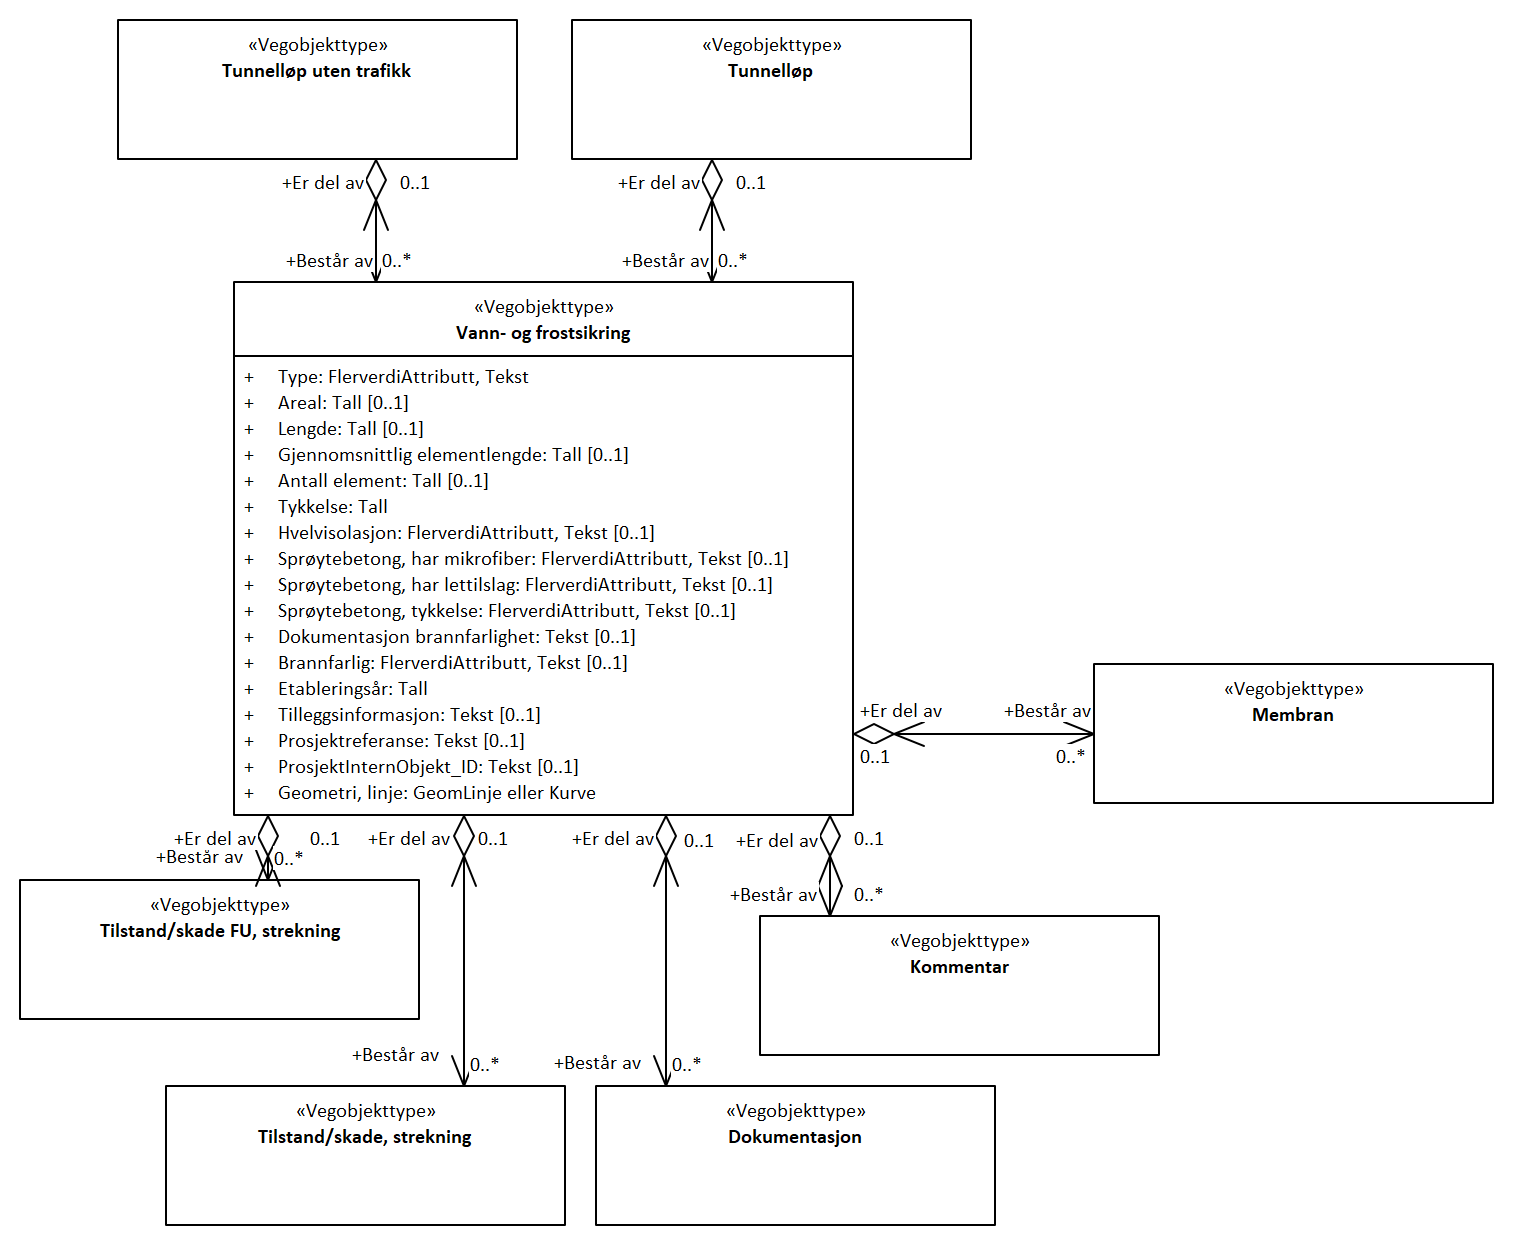 «Vegobjekttype»
Tunnelløp uten trafikk
«Vegobjekttype»
Tunnelløp
+Er del av 0..1
+Er del av 0..1
+Består av 0..*
+Består av 0..*
«Vegobjekttype»
Vann- og frostsikring
+ Type: FlerverdiAttributt, Tekst
+ Areal: Tall [0..1]
+ Lengde: Tall [0..1]
+ Gjennomsnittlig elementlengde: Tall [0..1]
+ Antall element: Tall [0..1]
+ Tykkelse: Tall
+ Hvelvisolasjon: FlerverdiAttributt, Tekst [0..1]
+ Sprøytebetong, har mikrofiber: FlerverdiAttributt, Tekst [0..1]
+ Sprøytebetong, har lettilslag: FlerverdiAttributt, Tekst [0..1]
+ Sprøytebetong, tykkelse: FlerverdiAttributt, Tekst [0..1]
+ Dokumentasjon brannfarlighet: Tekst [0..1]
+ Brannfarlig: FlerverdiAttributt, Tekst [0..1]
+ Etableringsår: Tall
+ Tilleggsinformasjon: Tekst [0..1]
+ Prosjektreferanse: Tekst [0..1]
+ ProsjektInternObjekt_ID: Tekst [0..1]
+ Geometri, linje: GeomLinje eller Kurve
+Er del av +Består av
0..1 0..*
«Vegobjekttype»
Membran
+Er del av 0..1
+Består av 0..*
+Er del av 0..1
+Er del av 0..1
+Er del av 0..1
+Består av 0..*
«Vegobjekttype»
Tilstand/skade FU, strekning
«Vegobjekttype»
Kommentar
+Består av 0..*
+Består av 0..*
«Vegobjekttype»
Tilstand/skade, strekning
«Vegobjekttype»
Dokumentasjon